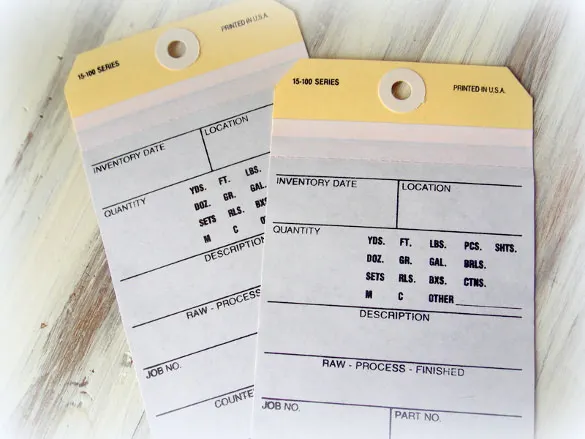 15-100 SERIES PRINTED IN U.S.A.
INVENTORY DATE LOCATION
QUANTITY YDS. FT. LBS.
DOZ. GR. GAL.
SETS RLS. BXS
M C
DESCRIPTION
RAW - PROCESS
JOB NO.
COUNTE
15-100 SERIES PRINTED IN U.S.A.
INVENTORY DATE LOCATION
QUANTITY YDS. FT. LBS. PCS. SHTS.
DOZ. GR. GAL. BRLS.
SETS RLS. BXS. CTNS.
M C OTHER
DESCRIPTION
RAW - PROCESS - FINISHED
JOB NO. PART NO.